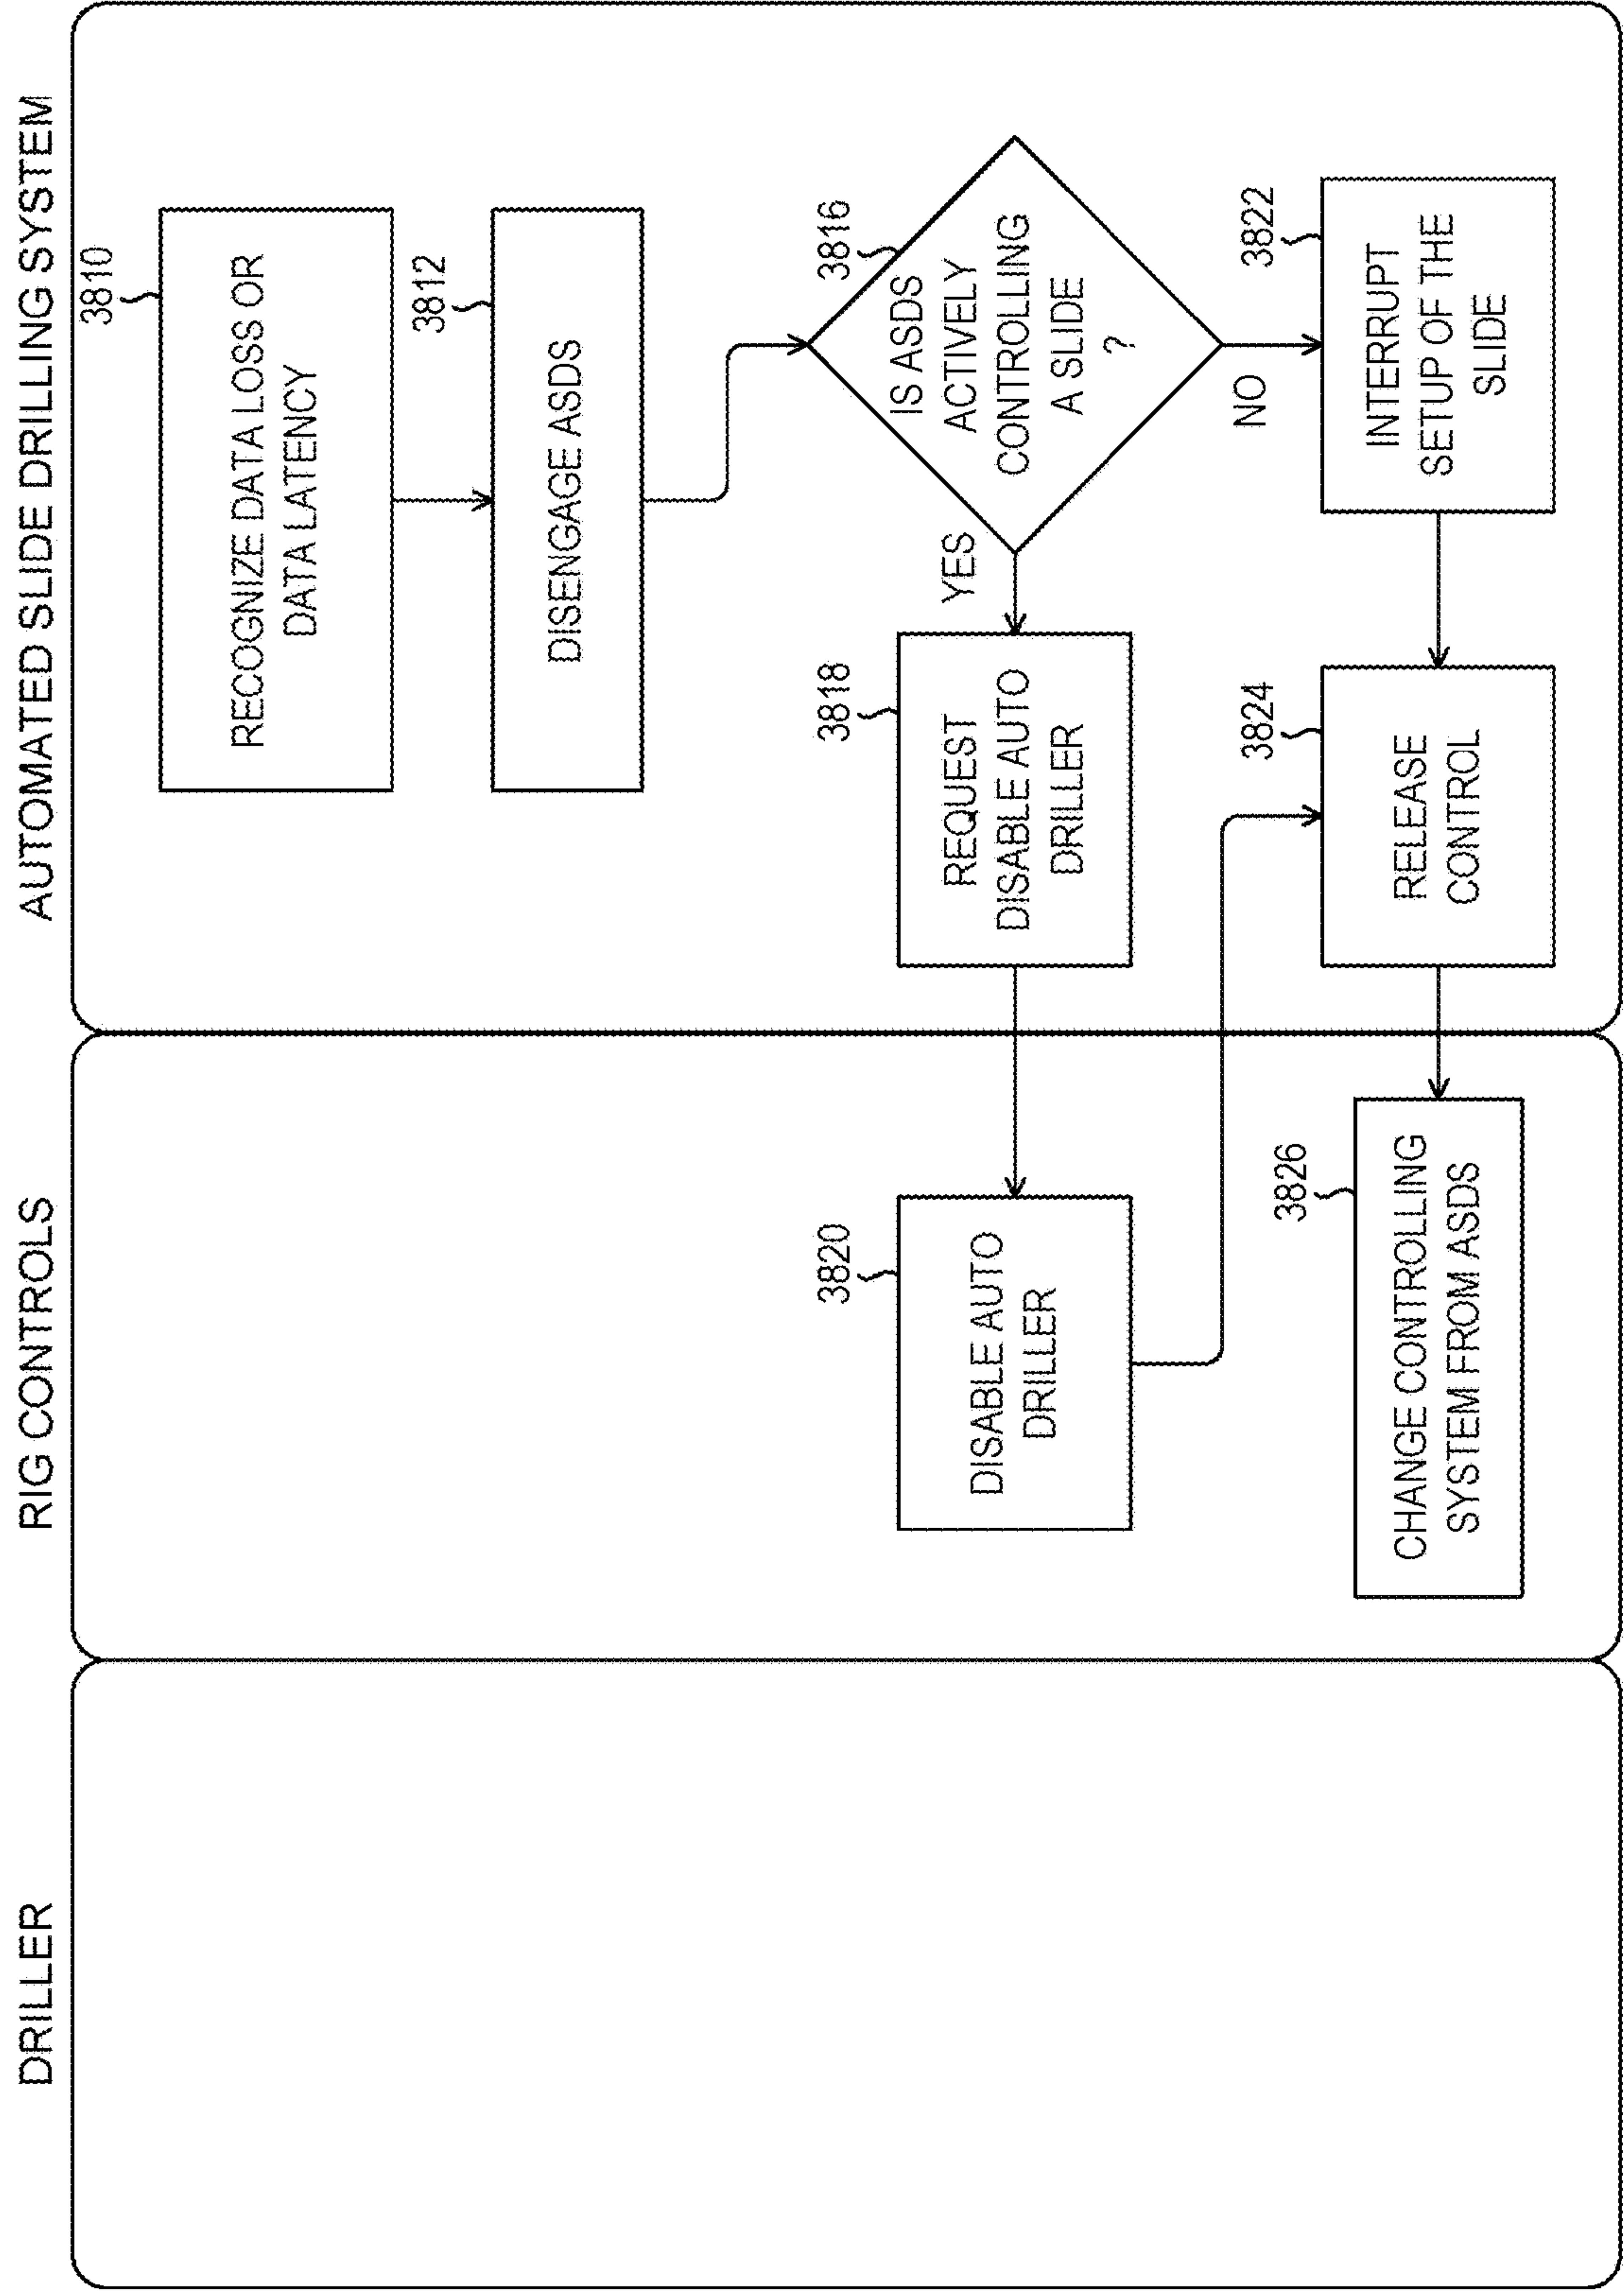 DRILLER
RIG CONTROLS
AUTOMATED SLIDE DRILLING SYSTEM
3810
RECOGNIZE DATA LOSS OR
DATA LATENCY
3812
DISENGAGE ASDS
3816
IS ASDS
ACTIVELY
CONTROLLING
A SLIDE
?
YES
NO
3818
REQUEST
DISABLE AUTO
DRILLER
3820
DISABLE AUTO
DRILLER
3822
INTERRUPT
SETUP OF THE
SLIDE
3824
RELEASE
CONTROL
3826
CHANGE CONTROLLING
SYSTEM FROM ASDS